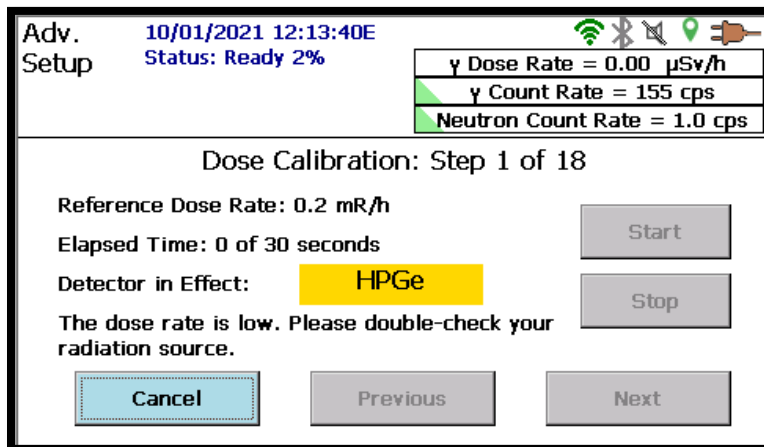 Adv. Setup
10/01/2021 12:13:40E
Status: Ready 2%
γ Dose Rate = 0.00 µSv/h
γ Count Rate = 155 cps
Neutron Count Rate = 1.0 cps
Dose Calibration: Step 1 of 18
Reference Dose Rate: 0.2 mR/h
Elapsed Time: 0 of 30 seconds
Start
Detector in Effect: HPGe
Stop
The dose rate is low. Please double-check your
radiation source.
Cancel Previous Next